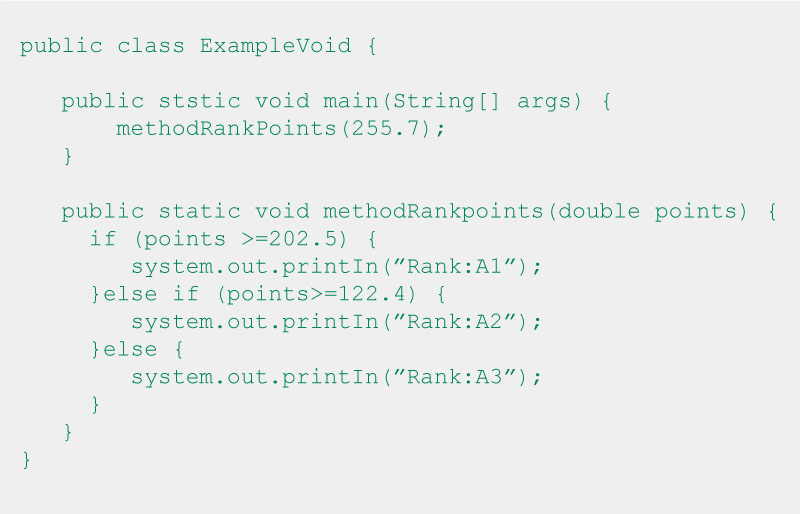 public class ExampleVoid {
public ststic void main(String[] args) {
methodRankPoints(255.7);
}
public static void methodRankpoints(double points) {
if (points >=202.5) {
system.out.printIn(”Rank:A1”);
}else if (points>=122.4) {
system.out.printIn(”Rank:A2”);
}else {
system.out.printIn(”Rank:A3”);
}
}
}